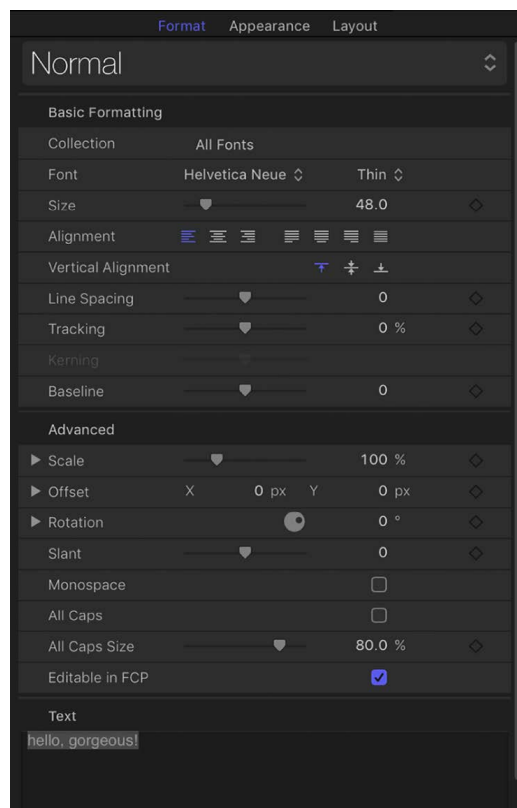 Format Appearance Layout
Normal
Basic Formatting
Collection All Fonts
Font Helvetica Neue Thin
Size 48.0
Alignment
Vertical Alignment
Line Spacing 0
Tracking 0 %
Kerning
Baseline 0
Advanced
Scale 100 %
Offset X 0 px Y 0 px
Rotation 0 °
Slant 0
Monospace
All Caps
All Caps Size 80.0 %
Editable in FCP
Text
hello, gorgeous!